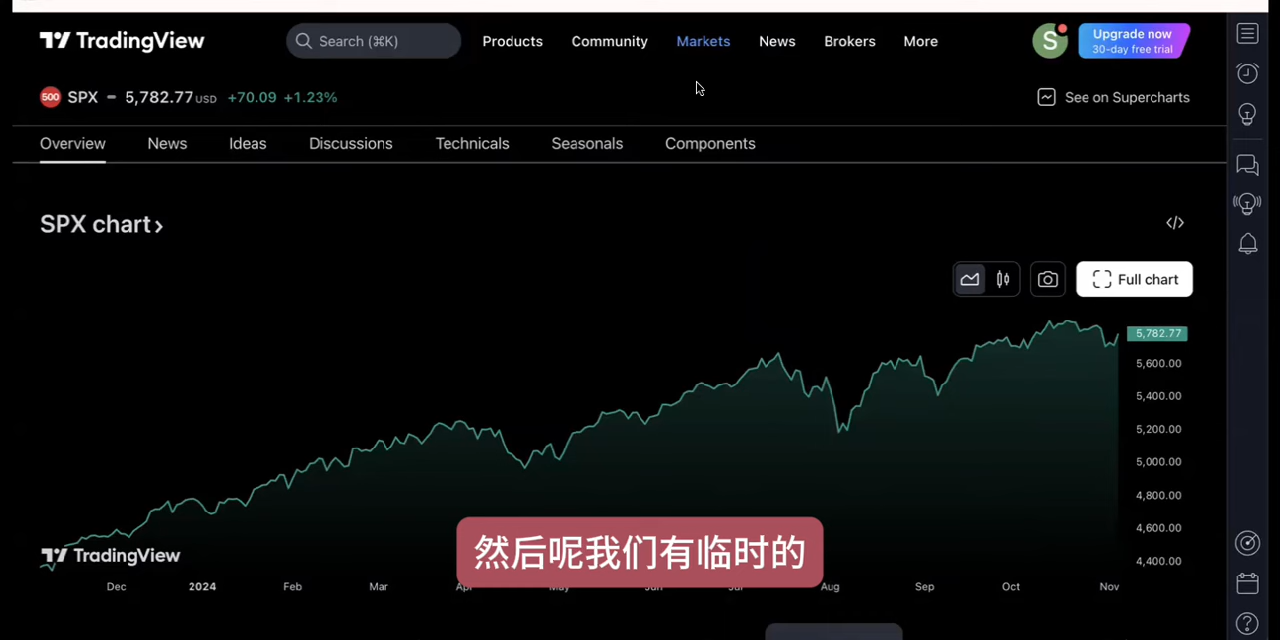 TradingView
Search (⌘K)
Products
Community
Markets
News
Brokers
More
S
Upgrade now
30-day free trial
500
SPX
5,782.77 USD
+70.09 +1.23%
See on Supercharts
Overview
News
Ideas
Discussions
Technicals
Seasonals
Components
SPX chart ›
</>
Full chart
5,782.77
5,600.00
5,400.00
5,200.00
5,000.00
4,800.00
4,600.00
4,400.00
TradingView
然后呢我们有临时的
Dec
2024
Feb
Mar
Apr
May
Jun
Jul
Aug
Sep
Oct
Nov